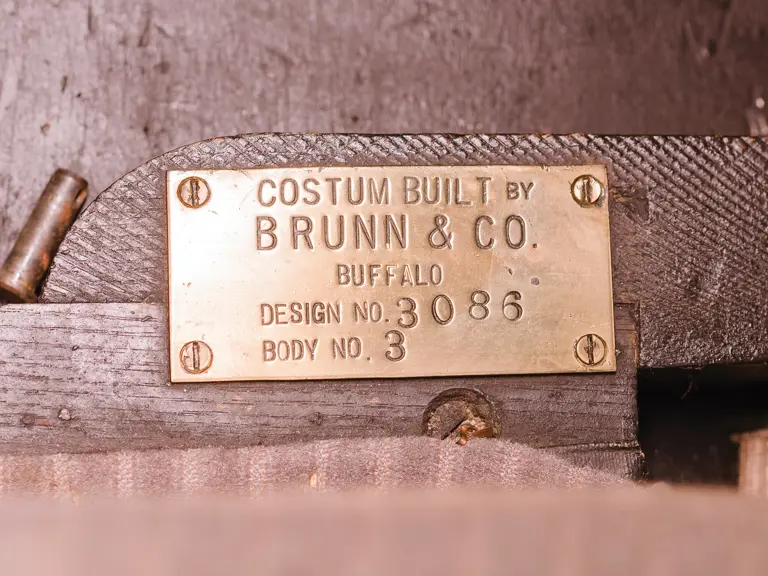 COSTUM BUILT BY
BRUNN & CO.
BUFFALO
DESIGN NO. 3086
BODY NO. 3